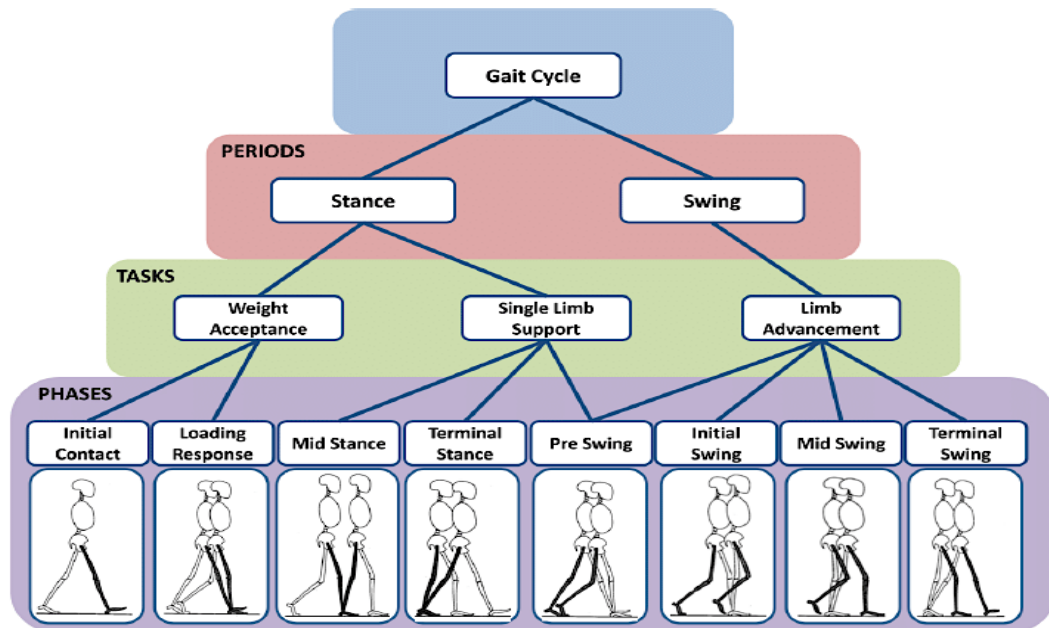 Gait Cycle
PERIODS
Stance
Swing
TASKS
Weight
Acceptance
Single Limb
Support
Limb
Advancement
PHASES
Initial
Contact
Loading
Response
Mid Stance
Terminal
Stance
Pre Swing
Initial
Swing
Mid Swing
Terminal
Swing